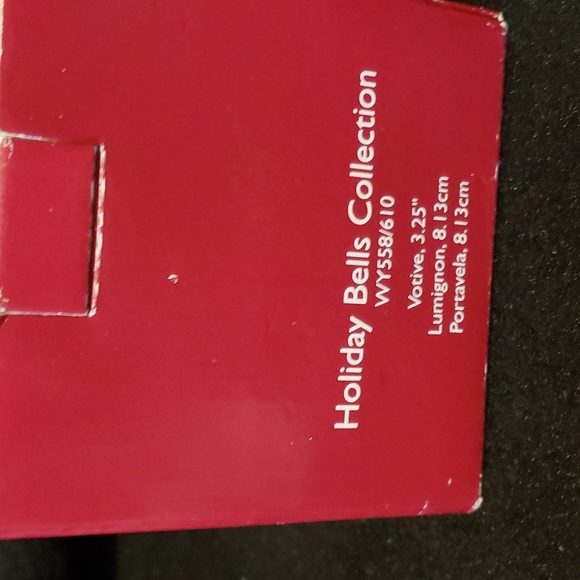 Holiday Bells Collection
WY558/610
Votive, 3.25"
Lumignon, 8.13cm
Portavela, 8.13cm